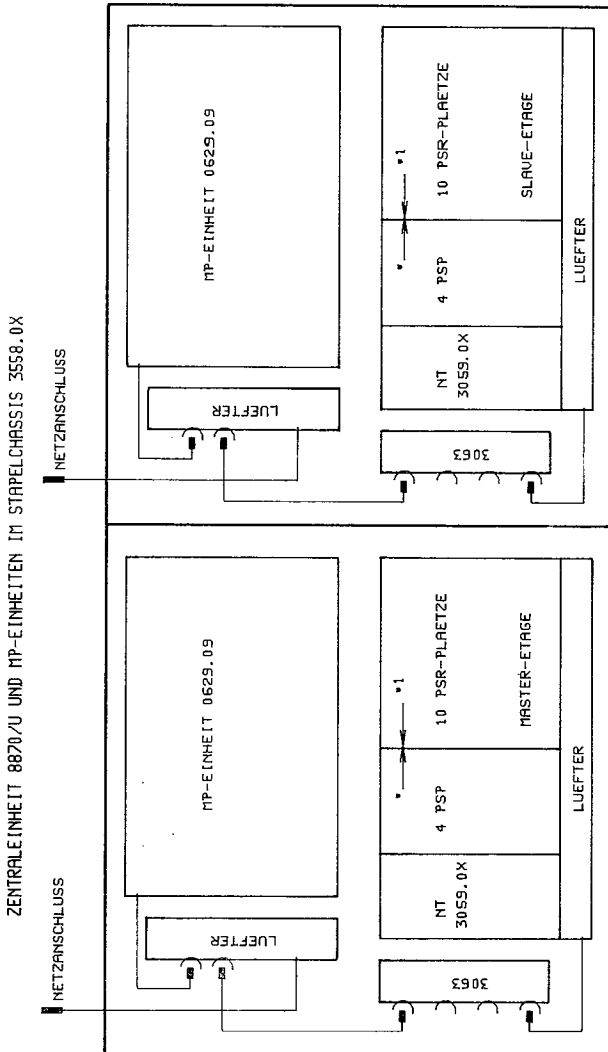 ZENTRALEINHEIT 8870/U UND MP-EINHEITEN IM STAPELCHASSIS 3558.0X
NETZANSCHLUSS
MP-EINHEIT 0629.09
LUEFTER
3063
NT
3059.0X
4 PSP
* *1
10 PSR-PLAETZE
MASTER-ETAGE
LUEFTER
NETZANSCHLUSS
MP-EINHEIT 0629.09
LUEFTER
3063
NT
3059.0X
4 PSP
* *1
10 PSR-PLAETZE
SLAVE-ETAGE
LUEFTER